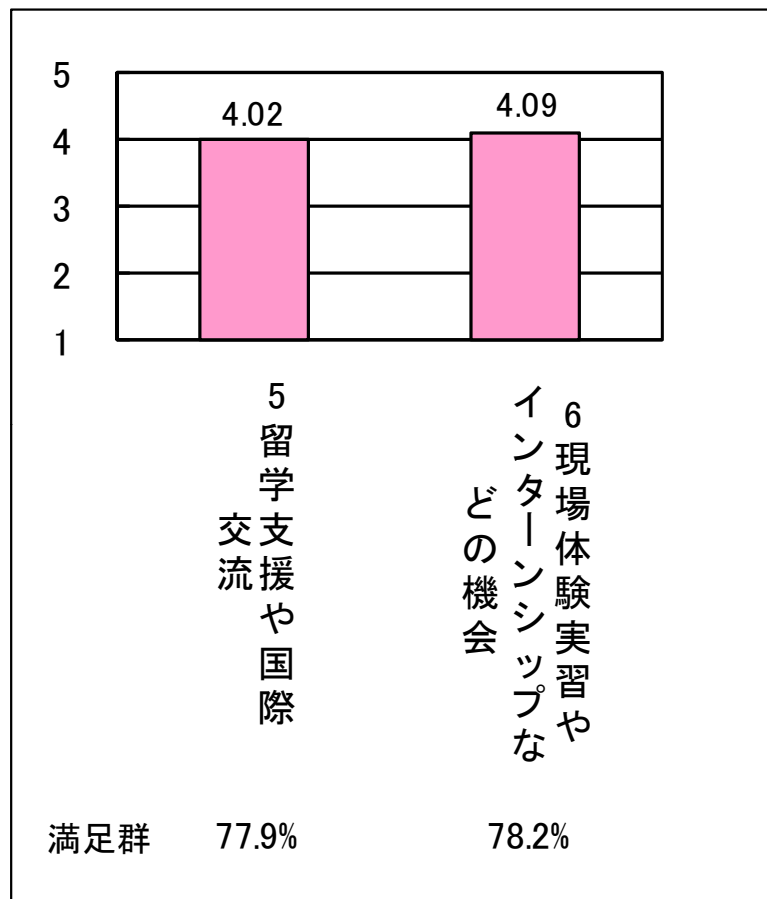 5
4
3
2
1
4.02
4.09
5留学支援や国際
交流
6現場体験実習や
インターンシップな
どの機会
満足群 77.9% 78.2%